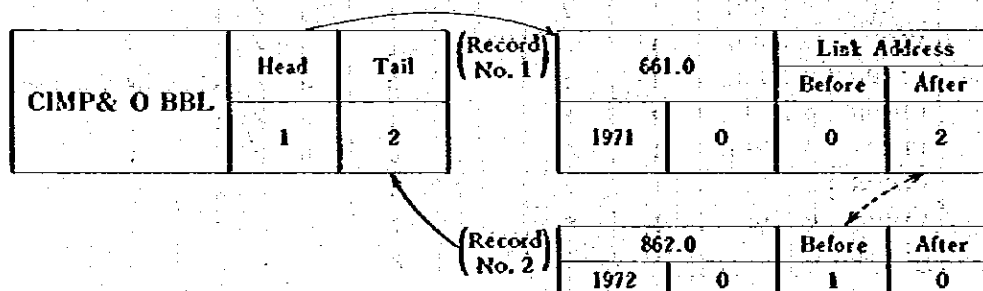 CIMP& O BBL
Head Tail
1 2
(Record No. 1)
661.0 Link Address
Before After
1971 0 0 2
(Record No. 2)
862.0 Before After
1972 0 1 0